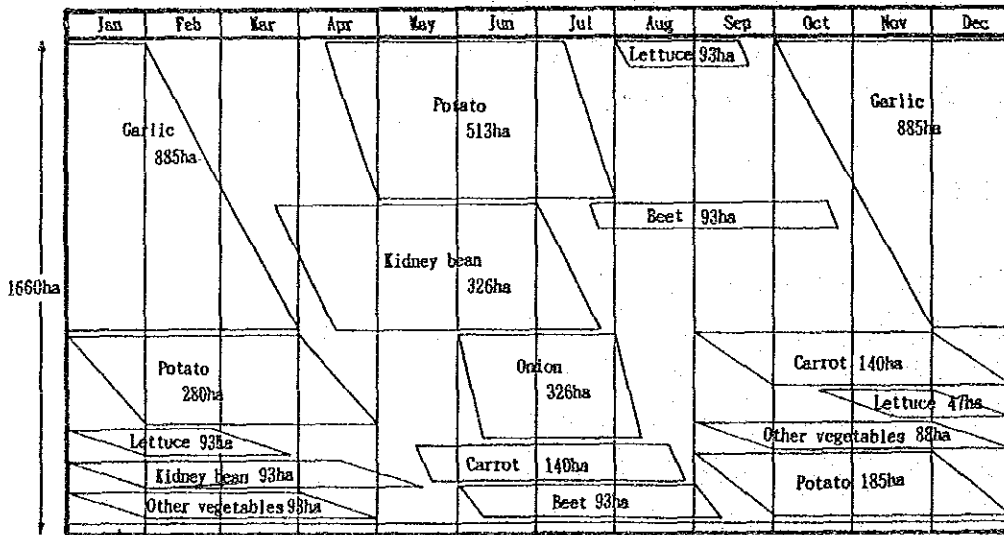 Jan Feb Mar Apr May Jun Jul Aug Sep Oct Nov Dec
Lettuce 93ha
Potato
513ha
Garlic
885ha
Garlic
885ha
Beet 93ha
Kidney bean
326ha
1660ha
Potato
280ha
Onion
326ha
Carrot 140ha
Lettuce 47ha
Lettuce 93ha
Other vegetables 88ha
Kidney bean 93ha
Carrot 140ha
Potato 185ha
Other vegetables 93ha
Beet 93ha